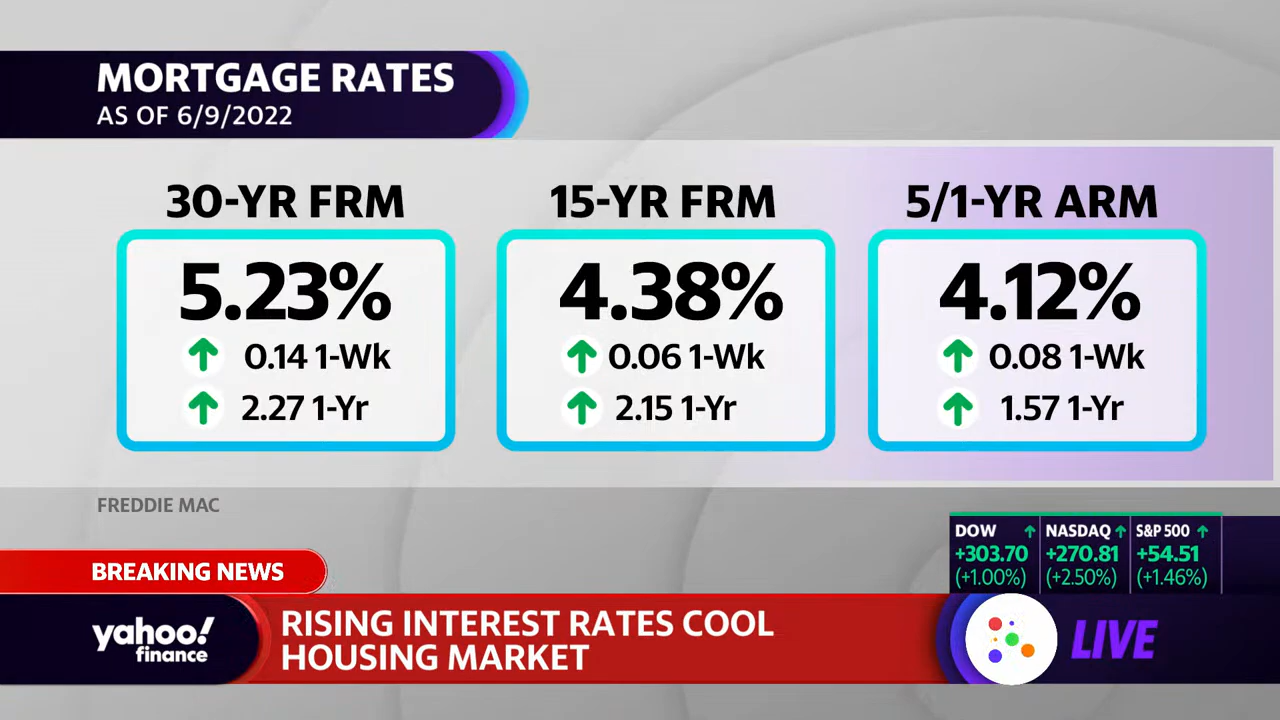 MORTGAGE RATES
AS OF 6/9/2022
30-YR FRM
5.23%
0.14 1-Wk
2.27 1-Yr
15-YR FRM
4.38%
0.06 1-Wk
2.15 1-Yr
5/1-YR ARM
4.12%
0.08 1-Wk
1.57 1-Yr
FREDDIE MAC
DOW
+303.70
(+1.00%)
NASDAQ
+270.81
(+2.50%)
S&P 500
+54.51
(+1.46%)
BREAKING NEWS
yahoo!
finance
RISING INTEREST RATES COOL
HOUSING MARKET
LIVE